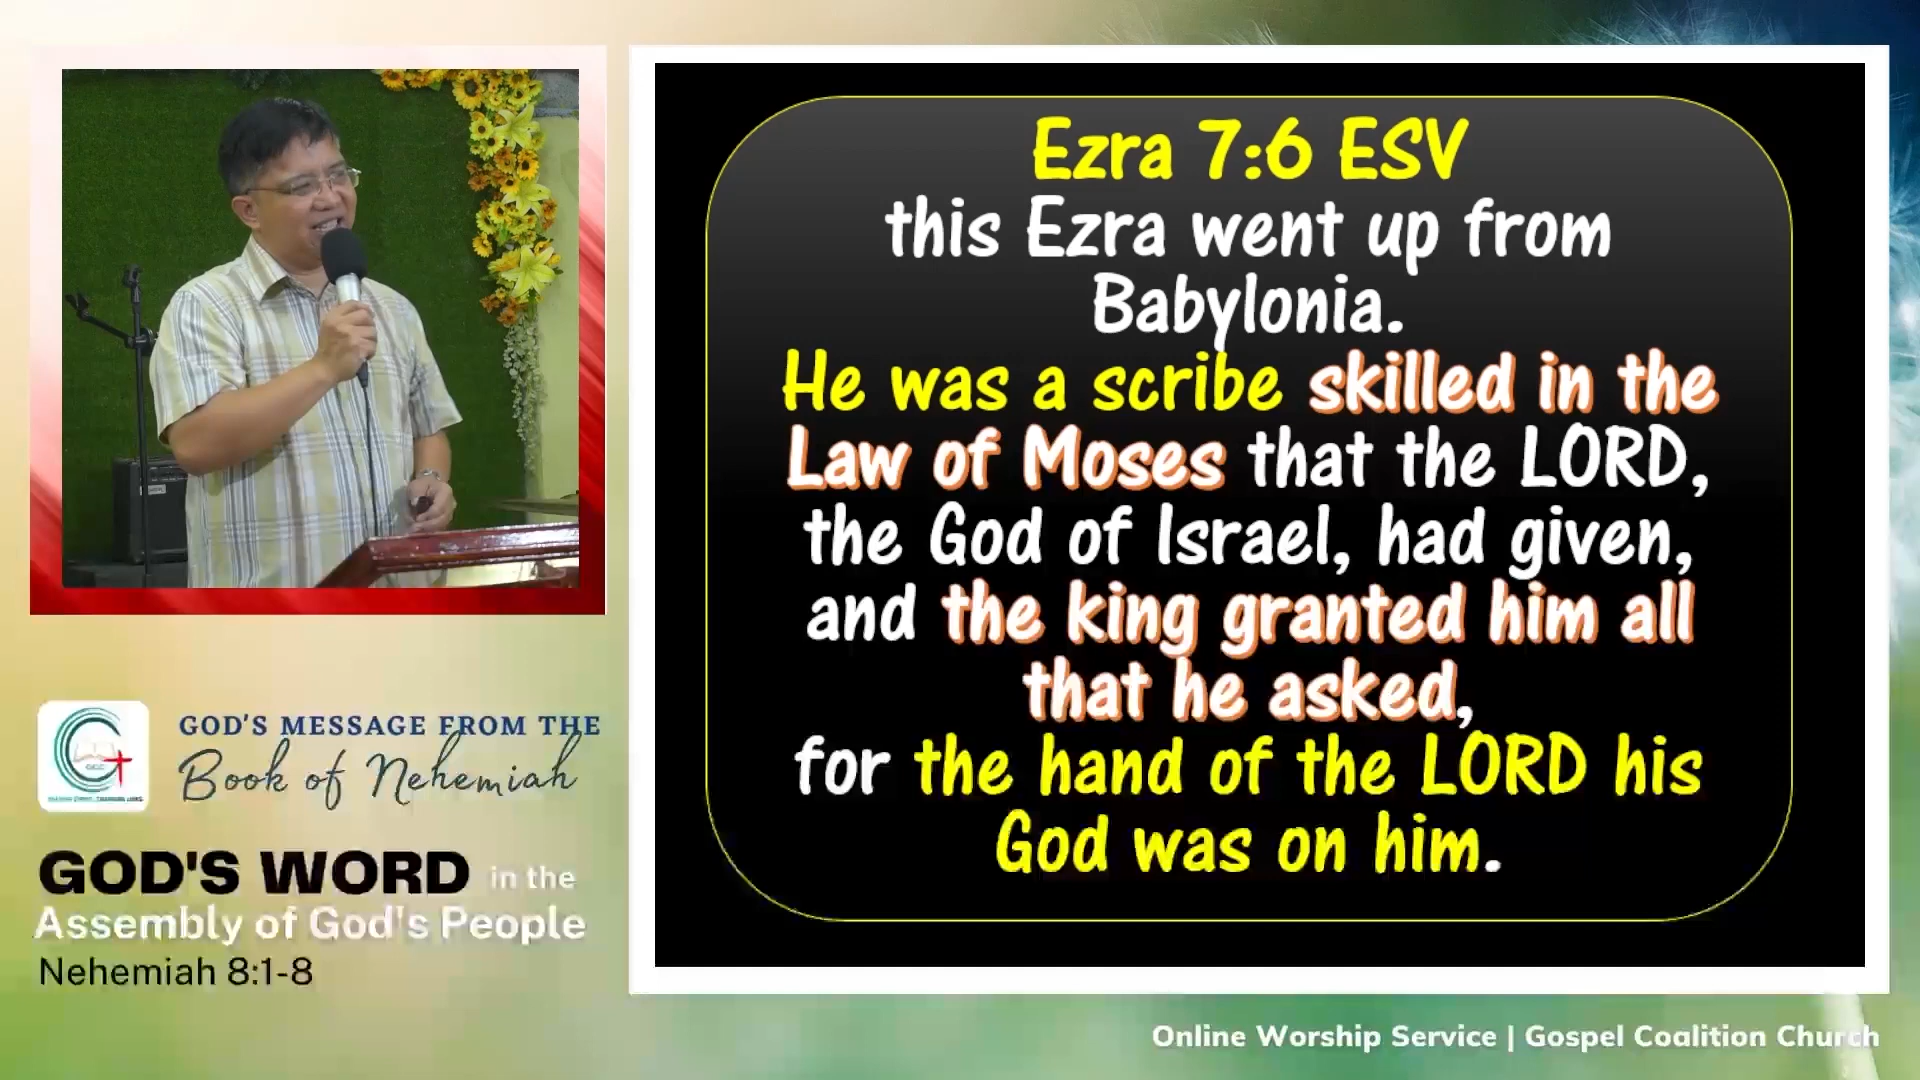 Ezra 7:6 ESV
this Ezra went up from
Babylonia.
He was a scribe skilled in the
Law of Moses that the LORD,
the God of Israel, had given,
and the king granted him all
that he asked,
for the hand of the LORD his
God was on him.
GOD'S MESSAGE FROM THE
Book of Nehemiah
GOD'S WORD in the
Assembly of God's People
Nehemiah 8:1-8
Online Worship Service | Gospel Coalition Church